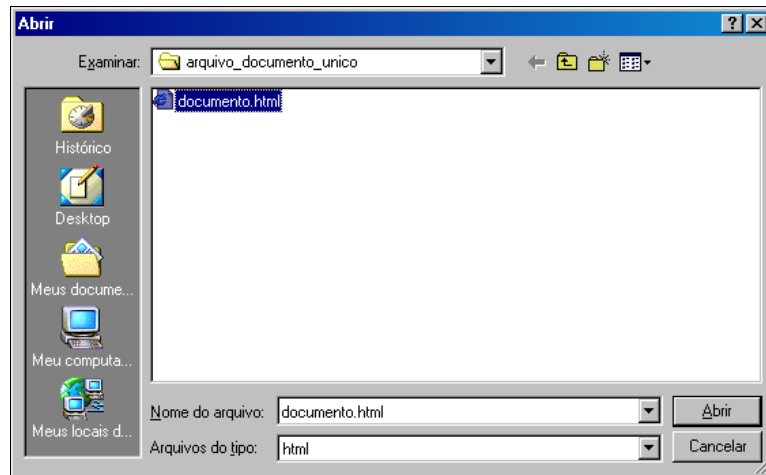 Abrir
Examinar:
arquivo_documento_unico
documento.html
Histórico
Desktop
Meus docume...
Meu computa...
Meus locais d...
Nome do arquivo:
documento.html
Abrir
Arquivos do tipo:
html
Cancelar